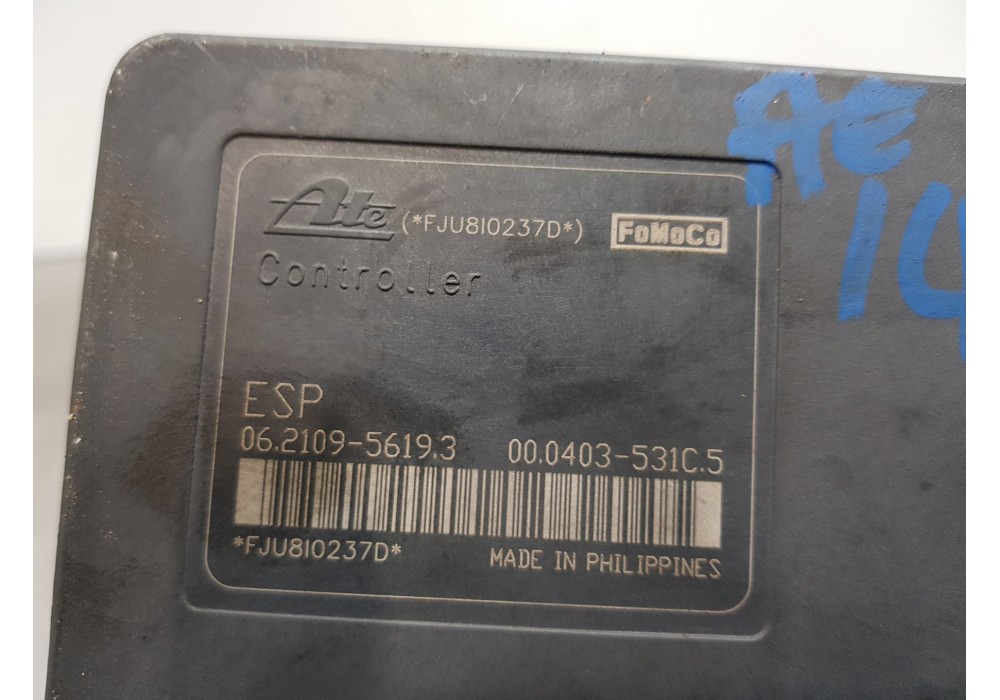 Ate (*FJU8I0237D*) FoMoCo
Controller
ESP
06.2109-5619.3 00.0403-531C.5
*FJU8I0237D* MADE IN PHILIPPINES
AE
14